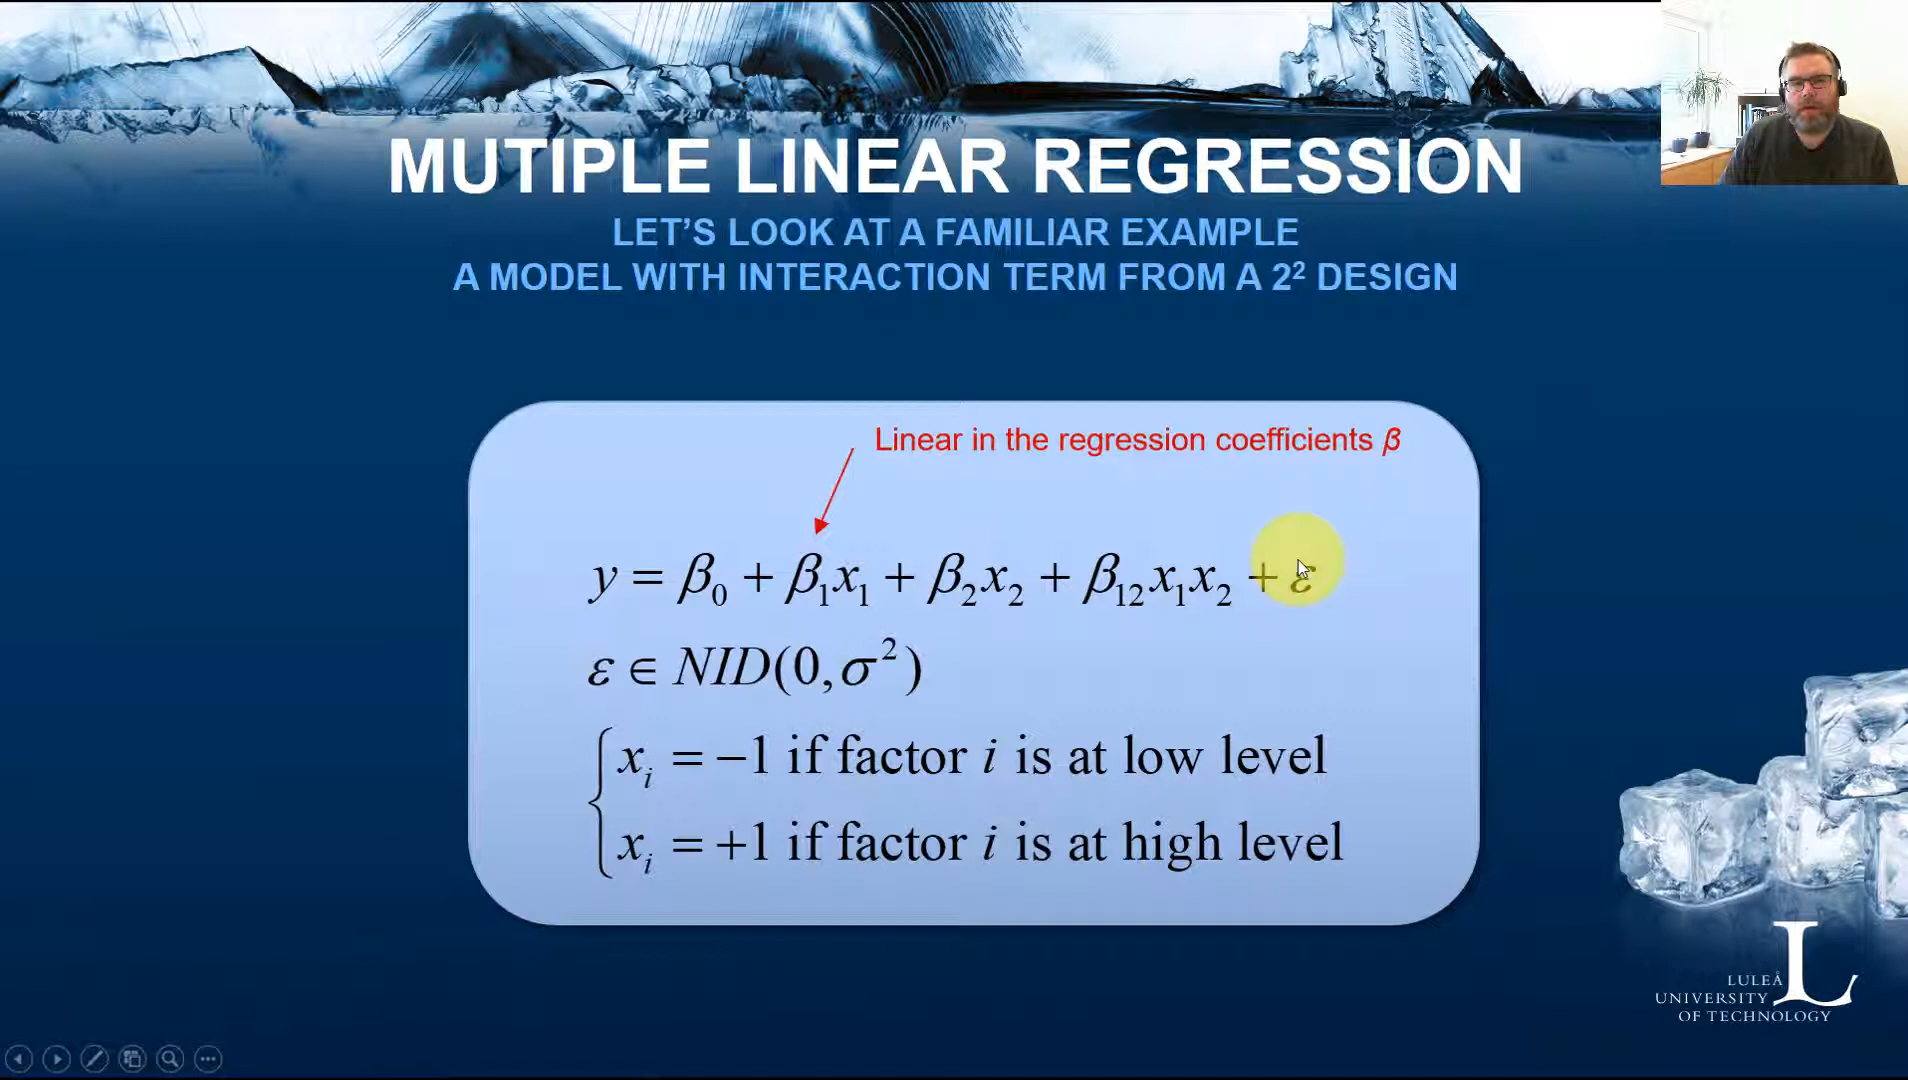 MUTIPLE LINEAR REGRESSION
LET'S LOOK AT A FAMILIAR EXAMPLE
A MODEL WITH INTERACTION TERM FROM A 2² DESIGN
Linear in the regression coefficients β
y = β₀ + β₁x₁ + β₂x₂ + β₁₂x₁x₂ + ε
ε ∈ NID(0, σ²)
xᵢ = −1 if factor i is at low level
xᵢ = +1 if factor i is at high level
LULEÅ
UNIVERSITY
OF TECHNOLOGY